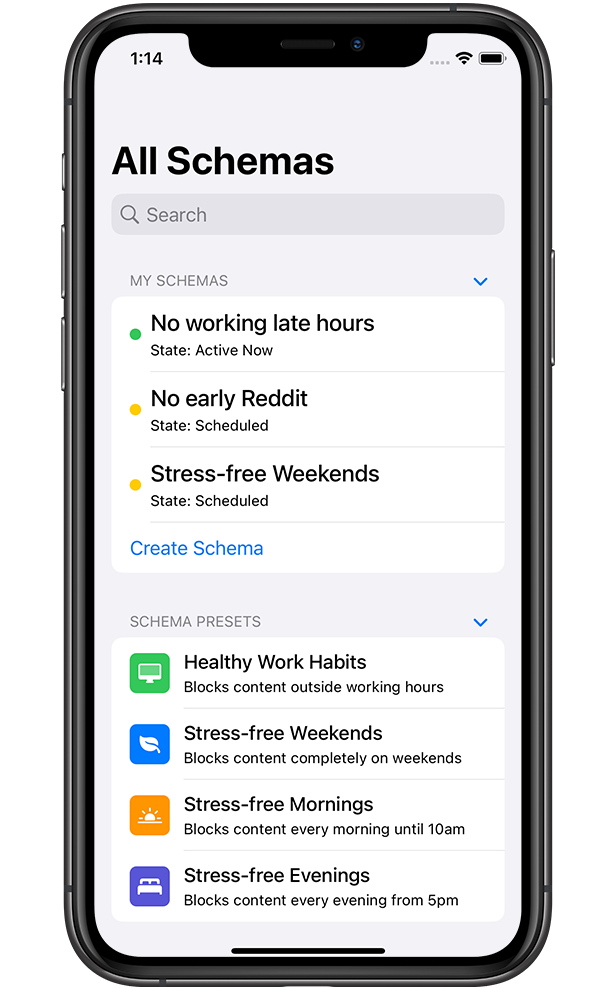 1:14
All Schemas
Search
MY SCHEMAS
No working late hours
State: Active Now
No early Reddit
State: Scheduled
Stress-free Weekends
State: Scheduled
Create Schema
SCHEMA PRESETS
Healthy Work Habits
Blocks content outside working hours
Stress-free Weekends
Blocks content completely on weekends
Stress-free Mornings
Blocks content every morning until 10am
Stress-free Evenings
Blocks content every evening from 5pm